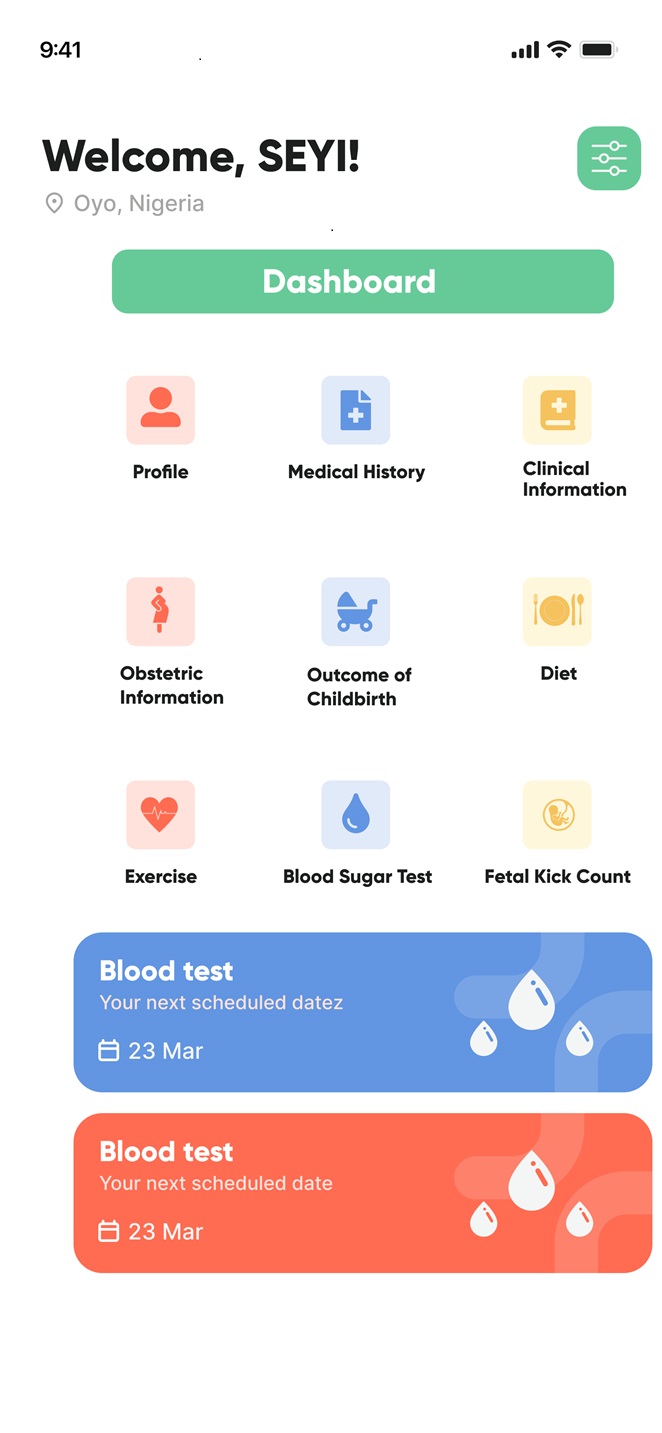 9:41
Welcome, SEYI!
Oyo, Nigeria
Dashboard
Profile
Medical History
Clinical
Information
Obstetric
Information
Outcome of
Childbirth
Diet
Exercise
Blood Sugar Test
Fetal Kick Count
Blood test
Your next scheduled datez
23 Mar
Blood test
Your next scheduled date
23 Mar